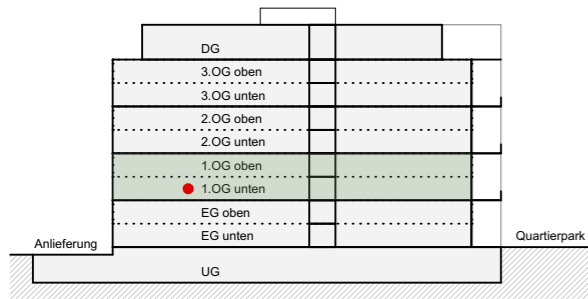 DG
3.OG oben
3.OG unten
2.OG oben
2.OG unten
1.OG oben
1.OG unten
EG oben
Anlieferung
EG unten
Quartierpark
UG